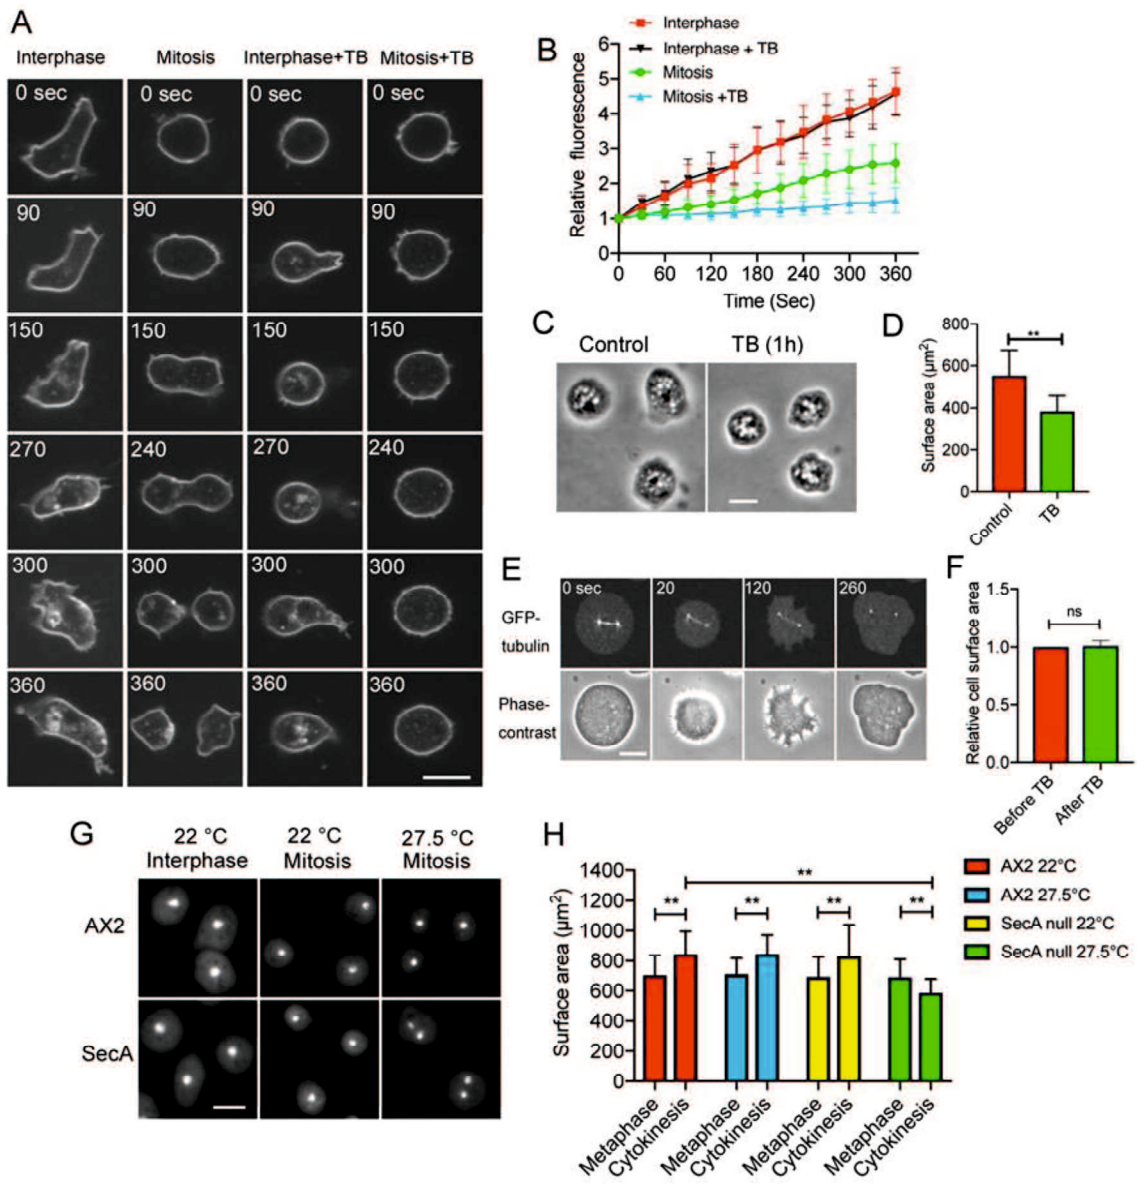 A
Interphase
Mitosis
Interphase+TB
Mitosis+TB
0 sec
0 sec
0 sec
0 sec
90
90
90
90
150
150
150
150
270
240
270
240
300
300
300
300
360
360
360
360
B
Interphase
Interphase + TB
Mitosis
Mitosis +TB
Relative fluorescence
6
5
4
3
2
1
0
0
60
120
180
240
300
360
Time (Sec)
C
Control
TB (1h)
D
Surface area (µm²)
800
600
400
200
0
**
Control
TB
E
GFP-
tubulin
Phase-
contrast
0 sec
20
120
260
F
Relative cell surface area
1.5
1.0
0.5
0.0
ns
Before TB
After TB
G
22 °C
Interphase
22 °C
Mitosis
27.5 °C
Mitosis
AX2
SecA
H
Surface area (µm²)
1400
1200
1000
800
600
400
200
0
**
**
**
**
**
Metaphase
Cytokinesis
Metaphase
Cytokinesis
Metaphase
Cytokinesis
Metaphase
Cytokinesis
AX2 22°C
AX2 27.5°C
SecA null 22°C
SecA null 27.5°C